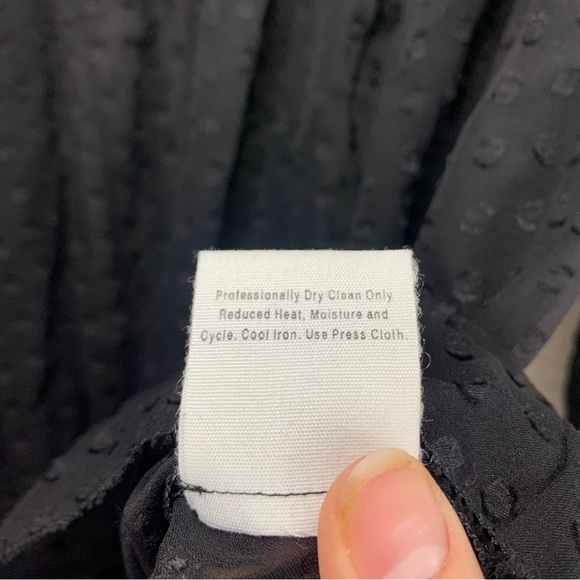 Professionally Dry Clean Only
Reduced Heat, Moisture and
Cycle. Cool Iron. Use Press Cloth.